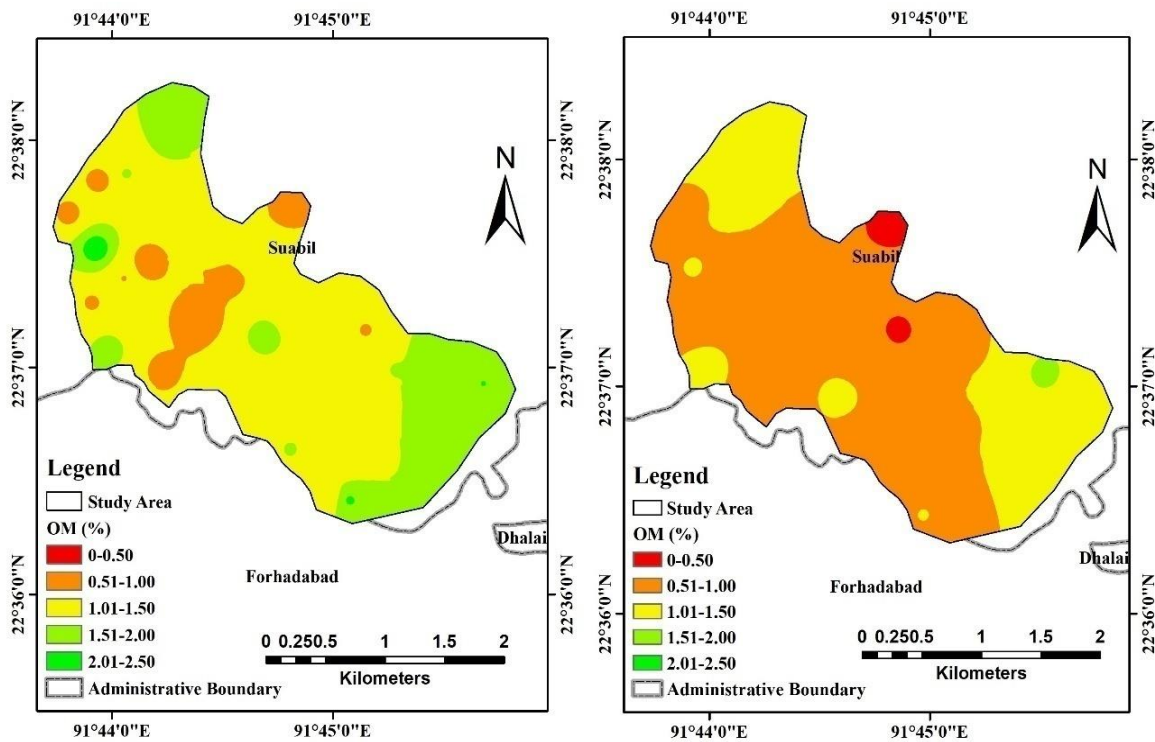 91°44'0"E 91°45'0"E
22°38'0"N
22°37'0"N
22°36'0"N
N
Suabil
Legend
Study Area
OM (%)
0-0.50
0.51-1.00
1.01-1.50
1.51-2.00
2.01-2.50
Administrative Boundary
Dhalai
Forhadabad
0 0.250.5 1 1.5 2
Kilometers
91°44'0"E 91°45'0"E
91°44'0"E 91°45'0"E
22°38'0"N 22°38'0"N
22°37'0"N 22°37'0"N
22°36'0"N 22°36'0"N
N
Suabil
Legend
Study Area
OM (%)
0-0.50
0.51-1.00
1.01-1.50
1.51-2.00
2.01-2.50
Administrative Boundary
Dhalai
Forhadabad
0 0.250.5 1 1.5 2
Kilometers
91°44'0"E 91°45'0"E
22°38'0"N
22°37'0"N
22°36'0"N